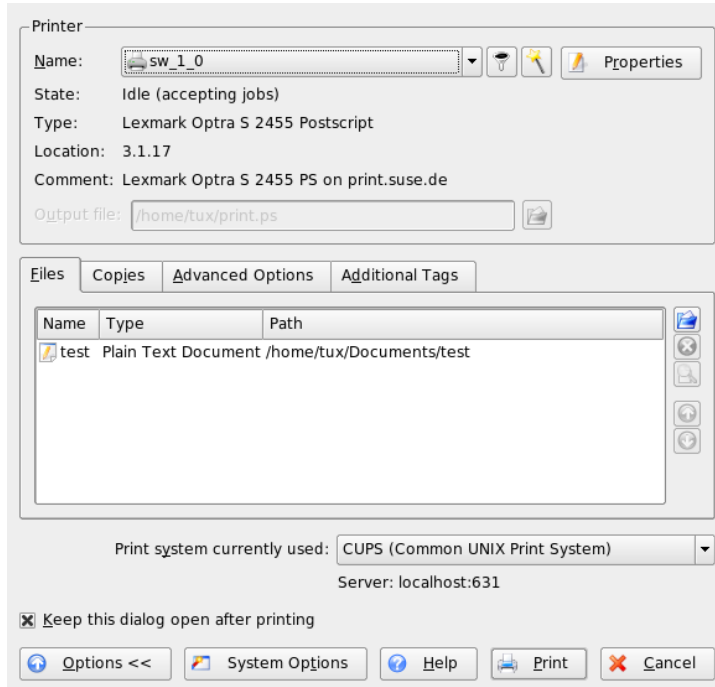 Printer
Name: sw_1_0 Properties
State: Idle (accepting jobs)
Type: Lexmark Optra S 2455 Postscript
Location: 3.1.17
Comment: Lexmark Optra S 2455 PS on print.suse.de
Output file: /home/tux/print.ps
Files Copies Advanced Options Additional Tags
Name Type Path
test Plain Text Document /home/tux/Documents/test
Print system currently used: CUPS (Common UNIX Print System)
Server: localhost:631
Keep this dialog open after printing
Options << System Options Help Print Cancel